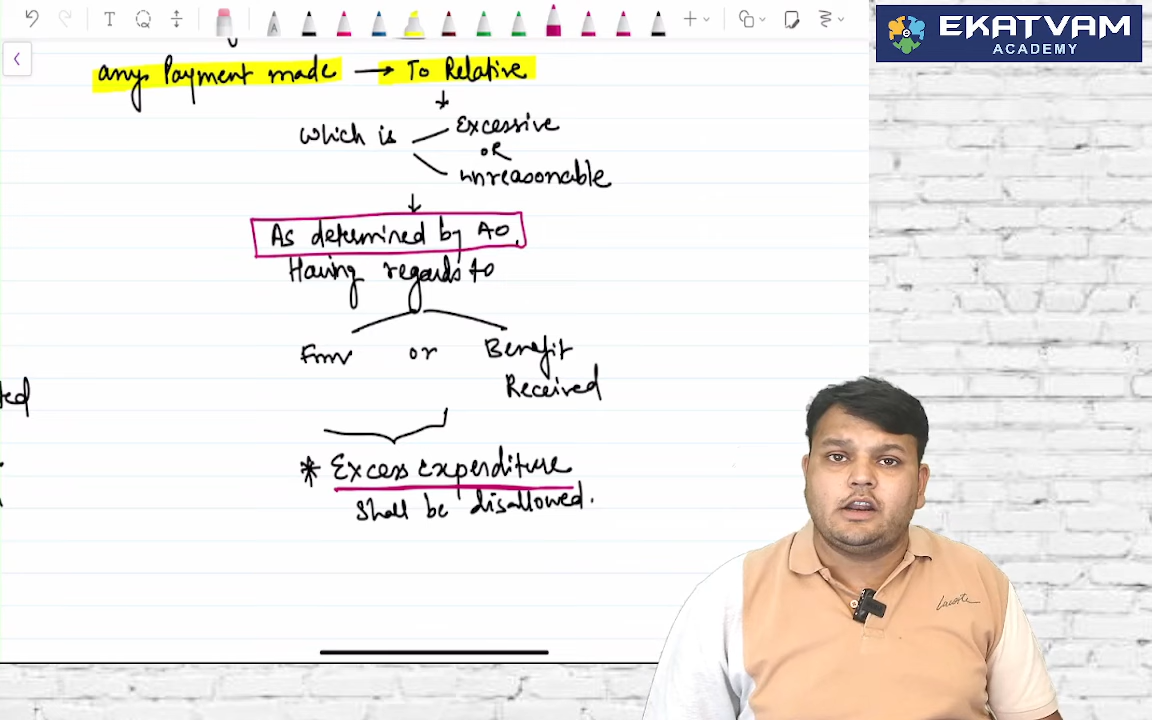 EKATVAM
ACADEMY
any Payment made → To Relative
which is Excessive
OR
unreasonable
As determined by AO,
Having regards to
FMV or Benefit
Received
* Excess expenditure
shall be disallowed.
Lacoste